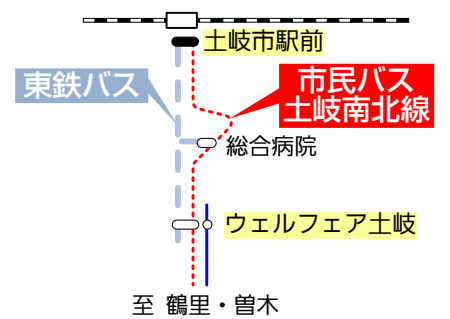 土岐市駅前
東鉄バス
市民バス
土岐南北線
総合病院
ウェルフェア土岐
至 鶴里・曽木